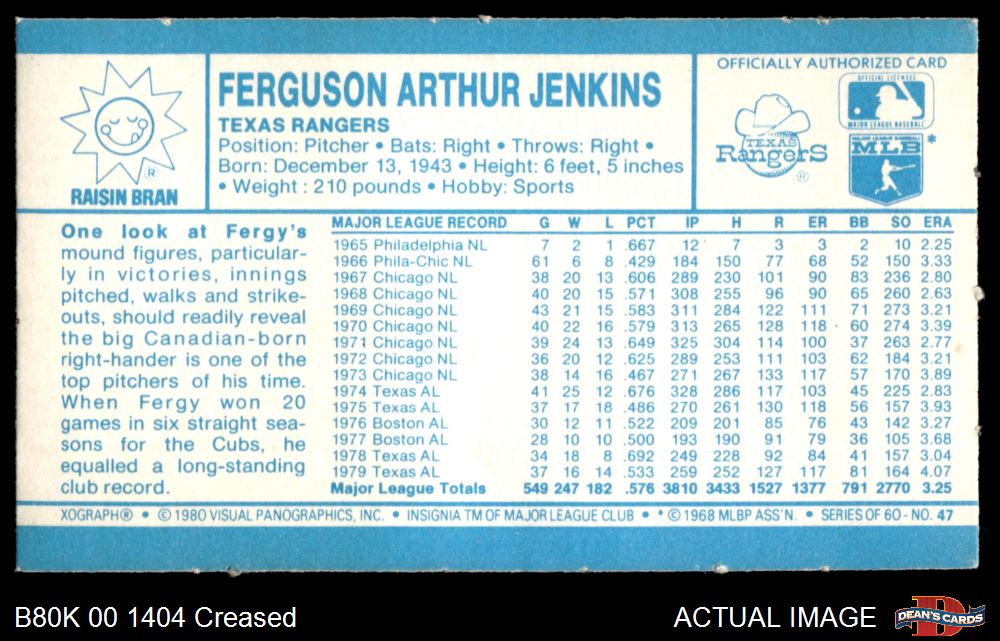 FERGUSON ARTHUR JENKINS
TEXAS RANGERS
Position: Pitcher • Bats: Right • Throws: Right •
Born: December 13, 1943 • Height: 6 feet, 5 inches
• Weight : 210 pounds • Hobby: Sports
®
RAISIN BRAN
OFFICIALLY AUTHORIZED CARD
OFFICIAL LICENSEE
MAJOR LEAGUE BASEBALL
TEXAS
RangerS
®
MAJOR LEAGUE BASEBALL
MLB *
One look at Fergy's
mound figures, particular-
ly in victories, innings
pitched, walks and strike-
outs, should readily reveal
the big Canadian-born
right-hander is one of the
top pitchers of his time.
When Fergy won 20
games in six straight sea-
sons for the Cubs, he
equalled a long-standing
club record.
MAJOR LEAGUE RECORD G W L PCT IP H R ER BB SO ERA
1965 Philadelphia NL 7 2 1 .667 12 7 3 3 2 10 2.25
1966 Phila-Chic NL 61 6 8 .429 184 150 77 68 52 150 3.33
1967 Chicago NL 38 20 13 .606 289 230 101 90 83 236 2.80
1968 Chicago NL 40 20 15 .571 308 255 96 90 65 260 2.63
1969 Chicago NL 43 21 15 .583 311 284 122 111 71 273 3.21
1970 Chicago NL 40 22 16 .579 313 265 128 118 60 274 3.39
1971 Chicago NL 39 24 13 .649 325 304 114 100 37 263 2.77
1972 Chicago NL 36 20 12 .625 289 253 111 103 62 184 3.21
1973 Chicago NL 38 14 16 .467 271 267 133 117 57 170 3.89
1974 Texas AL 41 25 12 .676 328 286 117 103 45 225 2.83
1975 Texas AL 37 17 18 .486 270 261 130 118 56 157 3.93
1976 Boston AL 30 12 11 .522 209 201 85 76 43 142 3.27
1977 Boston AL 28 10 10 .500 193 190 91 79 36 105 3.68
1978 Texas AL 34 18 8 .692 249 228 92 84 41 157 3.04
1979 Texas AL 37 16 14 .533 259 252 127 117 81 164 4.07
Major League Totals 549 247 182 .576 3810 3433 1527 1377 791 2770 3.25
XOGRAPH® • © 1980 VISUAL PANOGRAPHICS, INC. • INSIGNIA TM OF MAJOR LEAGUE CLUB • * © 1968 MLBP ASS'N. • SERIES OF 60 - NO. 47
B80K 00 1404 Creased
ACTUAL IMAGE
DEAN'S CARDS